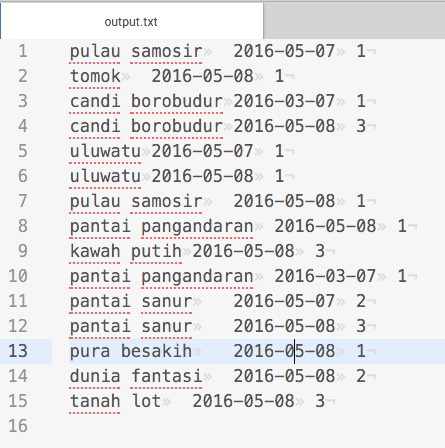 output.txt
1 pulau samosir» 2016-05-07» 1¬
2 tomok» 2016-05-08» 1¬
3 candi borobudur»2016-03-07» 1¬
4 candi borobudur»2016-05-08» 3¬
5 uluwatu»2016-05-07» 1¬
6 uluwatu»2016-05-08» 1¬
7 pulau samosir» 2016-05-08» 1¬
8 pantai pangandaran» 2016-05-08» 1¬
9 kawah putih»2016-05-08» 3¬
10 pantai pangandaran» 2016-03-07» 1¬
11 pantai sanur» 2016-05-07» 2¬
12 pantai sanur» 2016-05-08» 3¬
13 pura besakih» 2016-05-08» 1¬
14 dunia fantasi» 2016-05-08» 2¬
15 tanah lot» 2016-05-08» 3¬
16